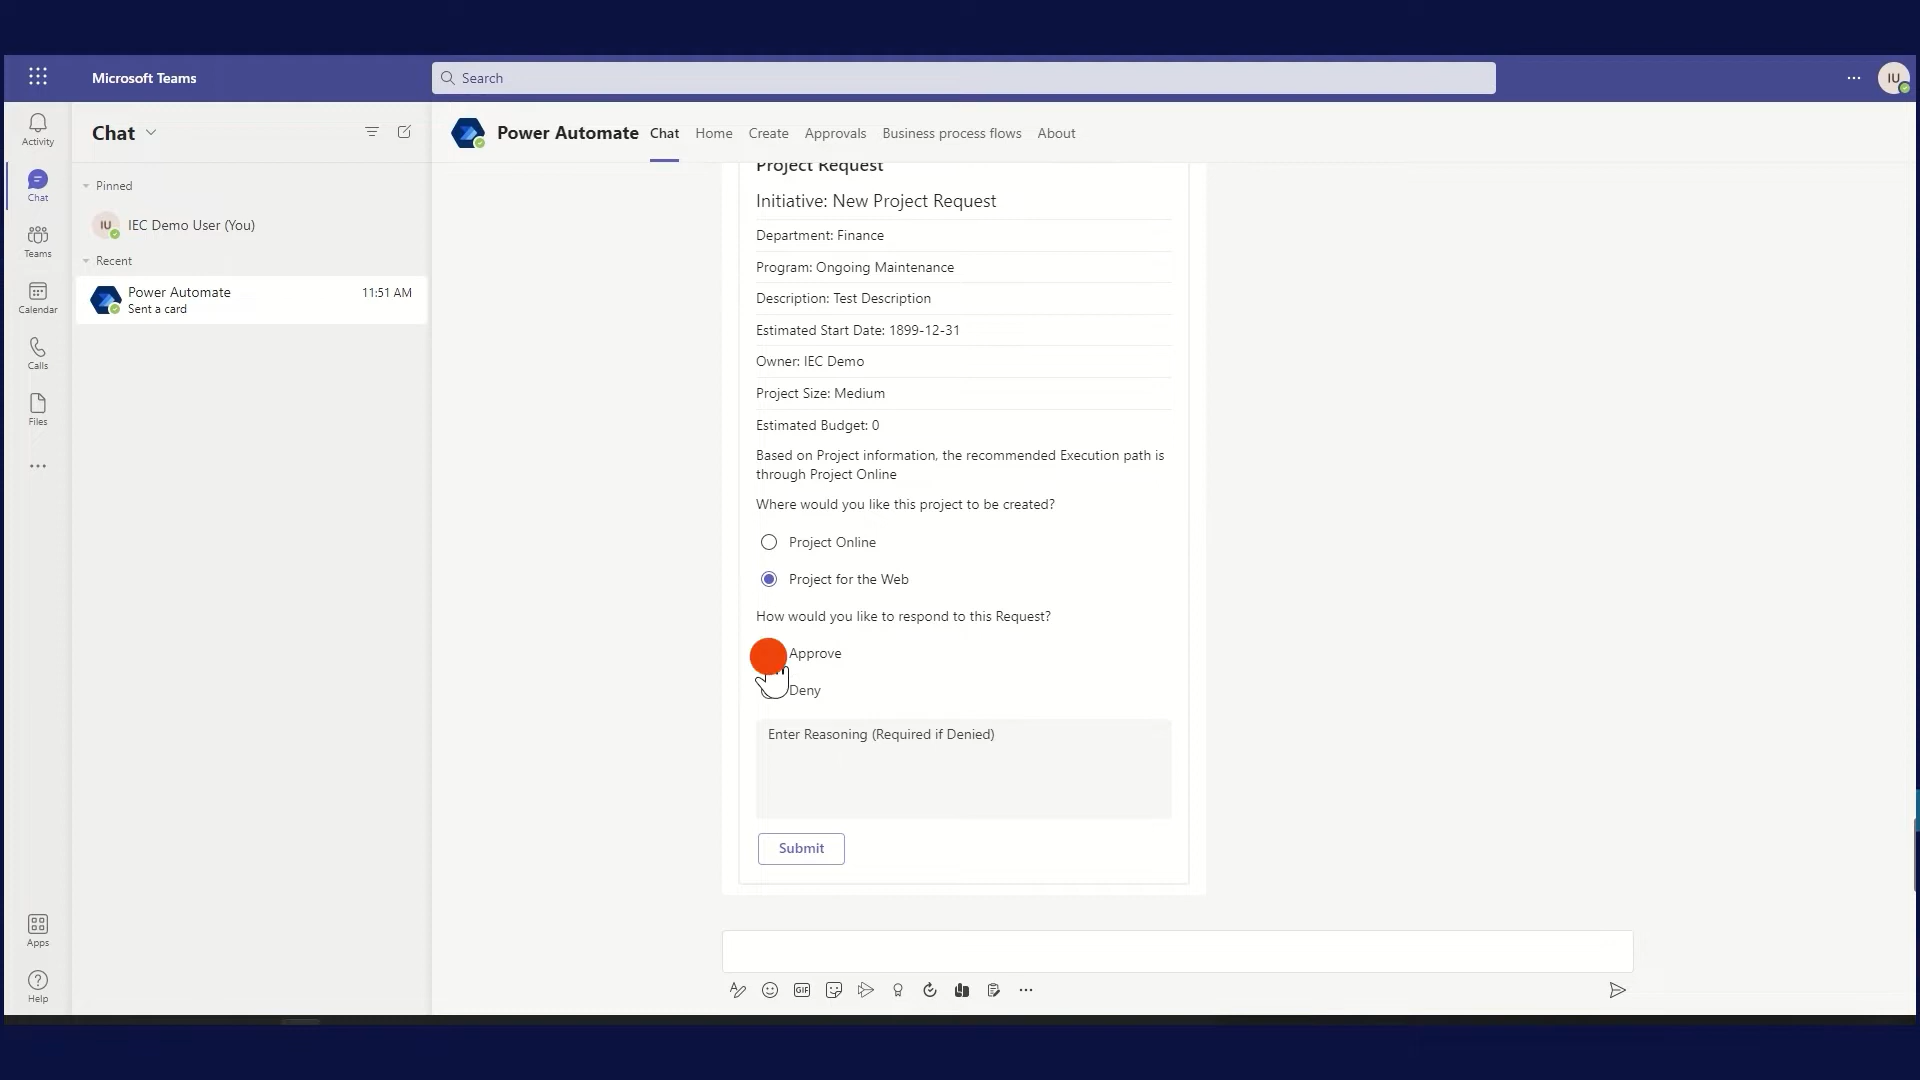 Microsoft Teams
Search
IU
Activity
Chat
Teams
Calendar
Calls
Files
Apps
Help
Chat
Pinned
IU
IEC Demo User (You)
Recent
Power Automate
11:51 AM
Sent a card
Power Automate
Chat
Home
Create
Approvals
Business process flows
About
Project Request
Initiative: New Project Request
Department: Finance
Program: Ongoing Maintenance
Description: Test Description
Estimated Start Date: 1899-12-31
Owner: IEC Demo
Project Size: Medium
Estimated Budget: 0
Based on Project information, the recommended Execution path is
through Project Online
Where would you like this project to be created?
Project Online
Project for the Web
How would you like to respond to this Request?
Approve
Deny
Enter Reasoning (Required if Denied)
Submit
GIF